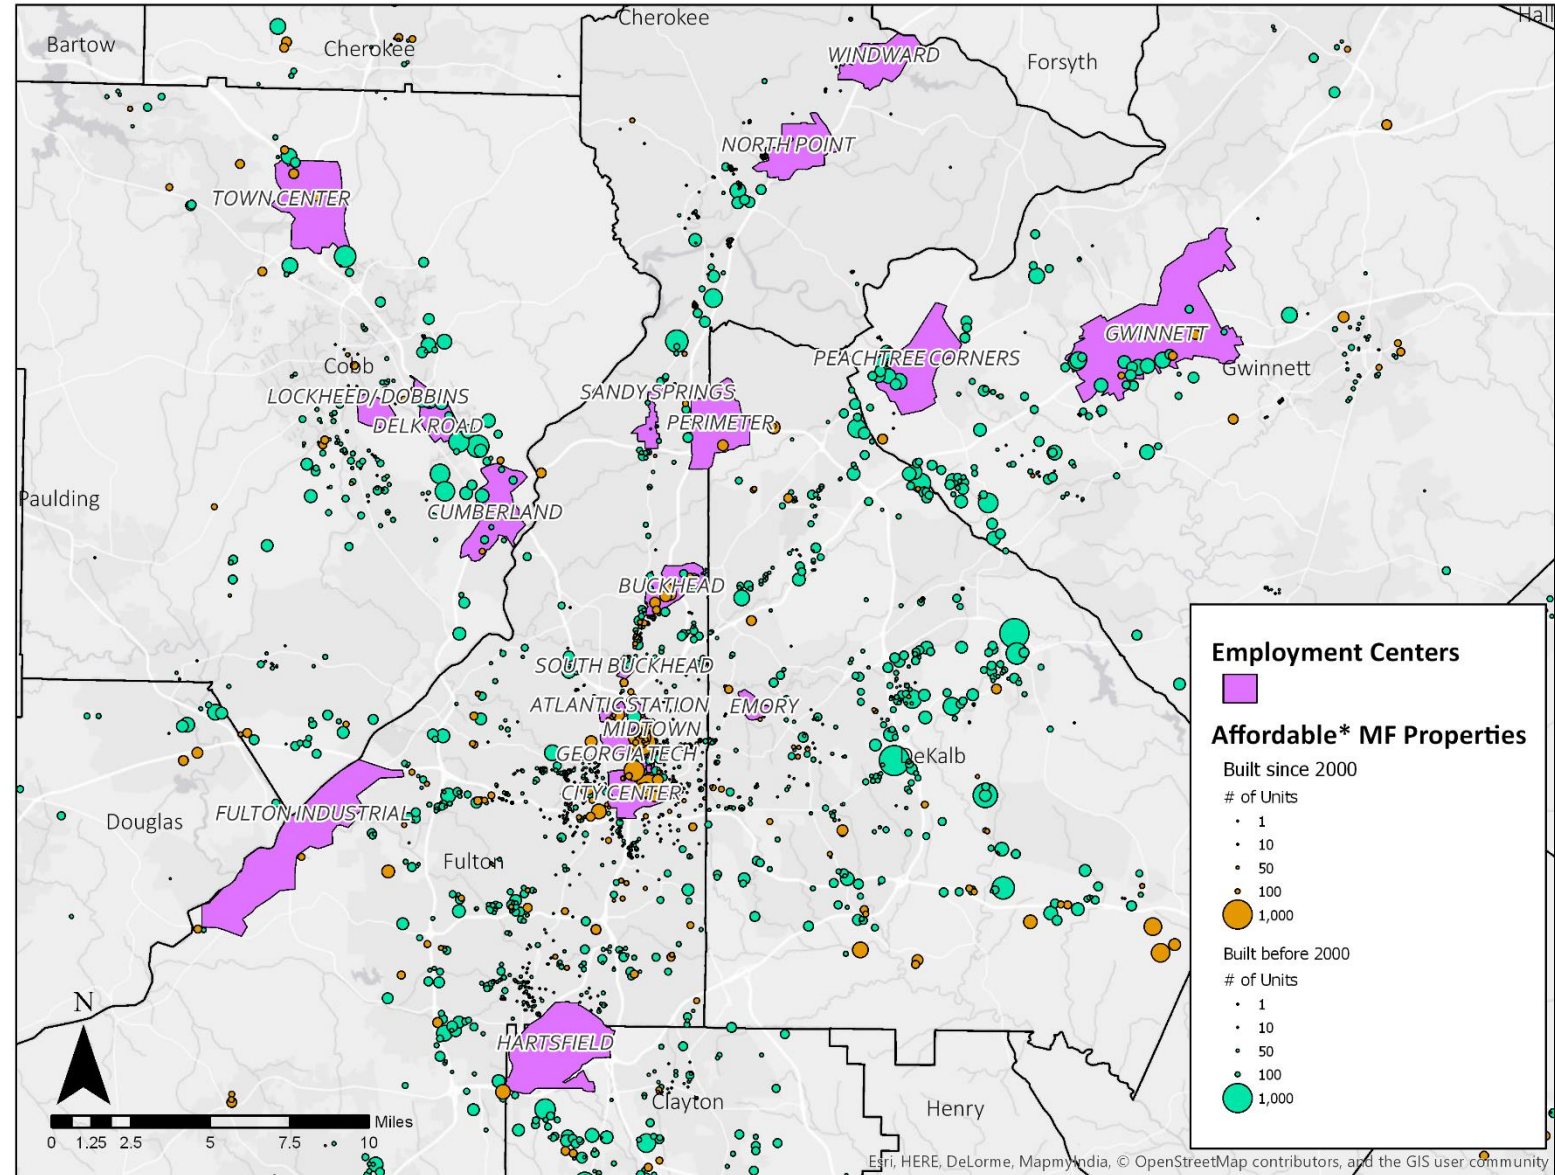 Cherokee
Hall
Bartow
Cherokee
WINDWARD
Forsyth
NORTH POINT
TOWN CENTER
GWINNETT
PEACHTREE CORNERS
Gwinnett
Cobb
LOCKHEED/DOBBINS
SANDY SPRINGS
DELK ROAD
PERIMETER
Paulding
CUMBERLAND
BUCKHEAD
SOUTH BUCKHEAD
ATLANTIC STATION
EMORY
MIDTOWN
GEORGIA TECH
DeKalb
CITY CENTER
Douglas
FULTON INDUSTRIAL
Fulton
HARTSFIELD
Clayton
Henry
Employment Centers
Affordable* MF Properties
Built since 2000
# of Units
1
10
50
100
1,000
Built before 2000
# of Units
1
10
50
100
1,000
N
Miles
0 1.25 2.5 5 7.5 10
Esri, HERE, DeLorme, MapmyIndia, © OpenStreetMap contributors, and the GIS user community